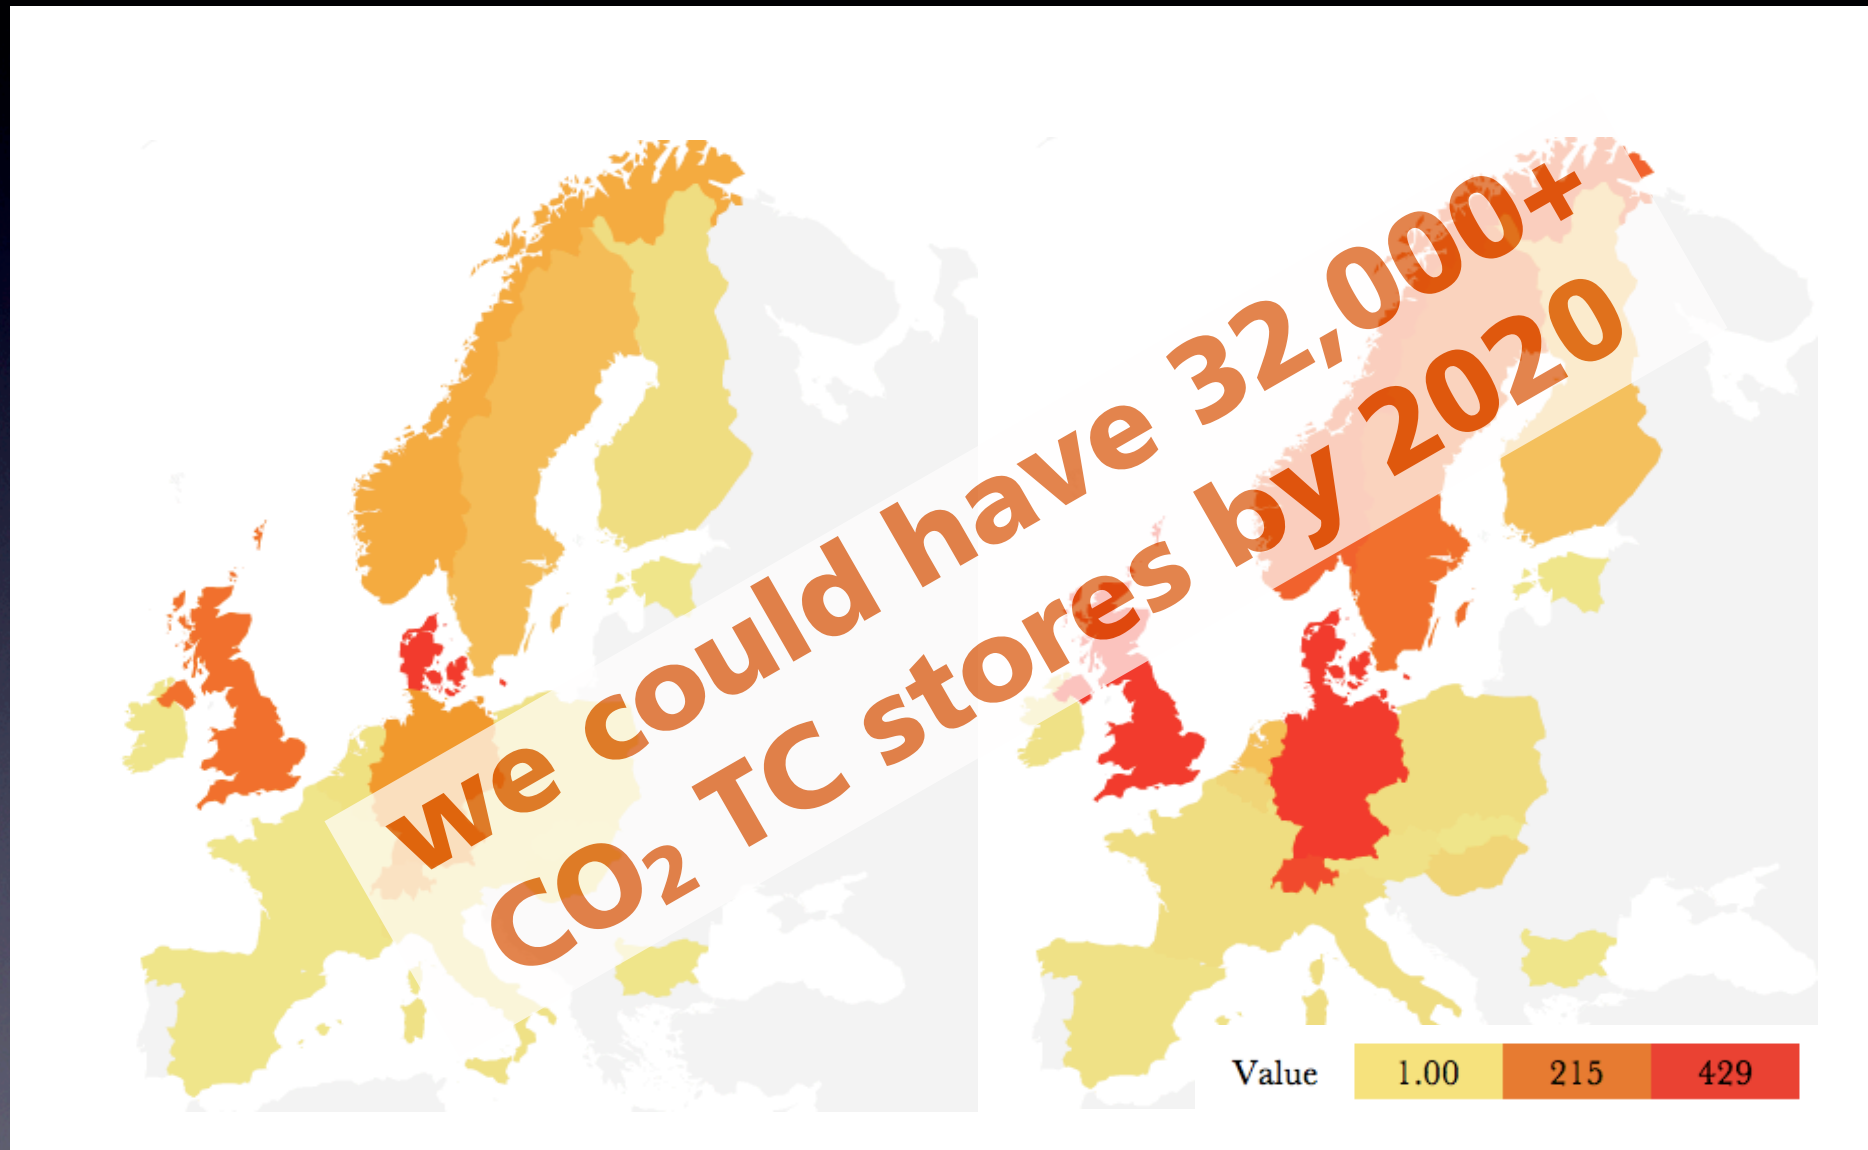 we could have 32,000+
CO₂ TC stores by 2020
Value 1.00 215 429